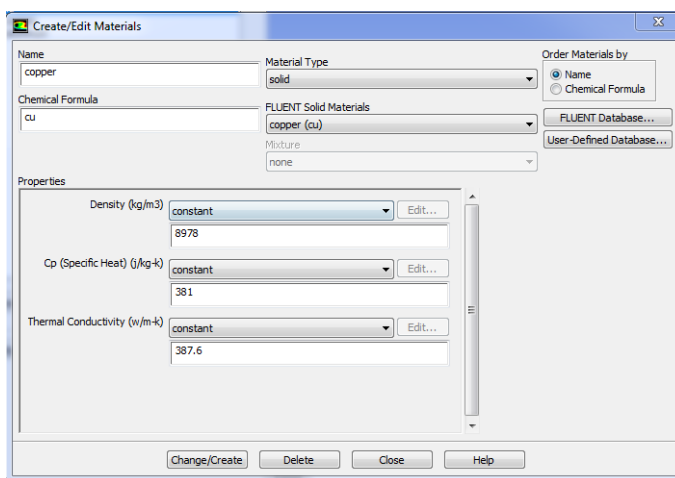 Create/Edit Materials
Name
copper
Material Type
solid
Order Materials by
Name
Chemical Formula
Chemical Formula
cu
FLUENT Solid Materials
copper (cu)
FLUENT Database...
User-Defined Database...
Mixture
none
Properties
Density (kg/m3) constant Edit...
8978
Cp (Specific Heat) (j/kg-k) constant Edit...
381
Thermal Conductivity (w/m-k) constant Edit...
387.6
Change/Create Delete Close Help